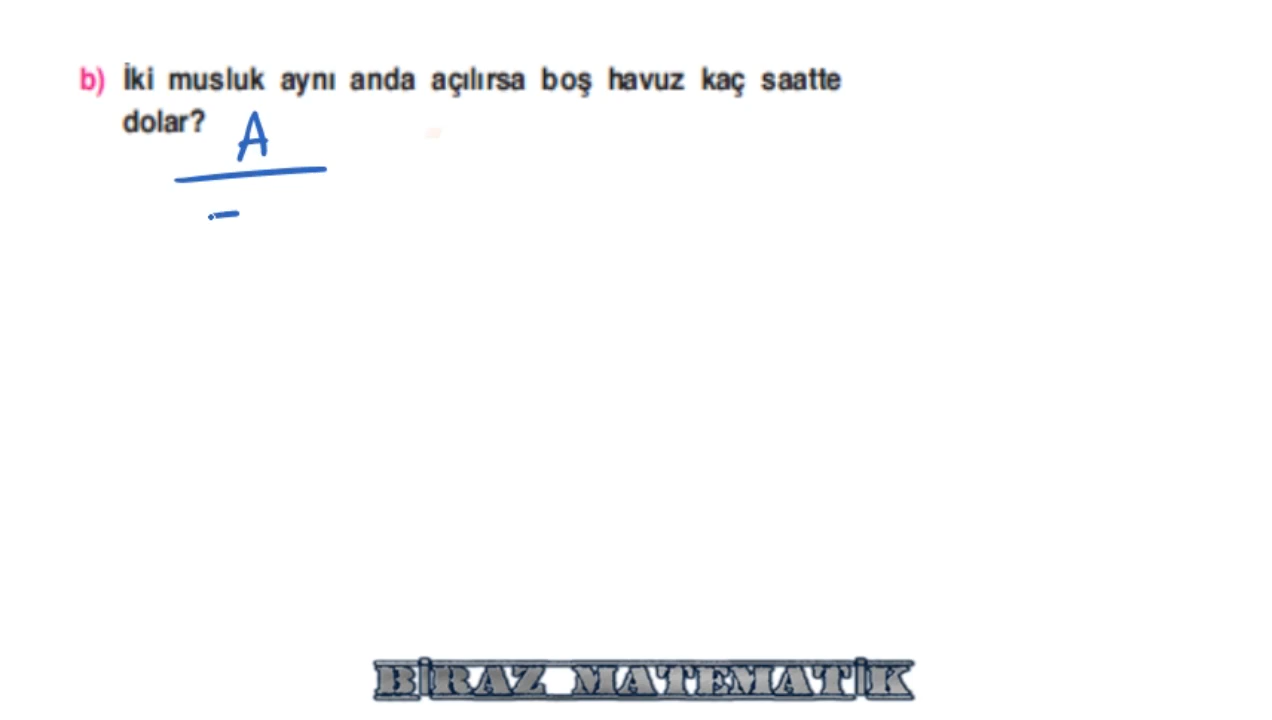 b) İki musluk aynı anda açılırsa boş havuz kaç saatte
dolar?
A
BİRAZ MATEMATİK